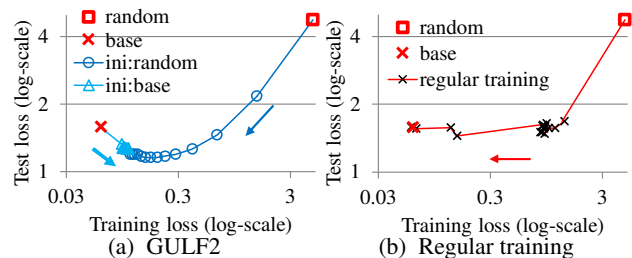 random
base
ini:random
ini:base
Test loss (log-scale)
4
2
1
0.03
0.3
3
Training loss (log-scale)
(a) GULF2
random
base
regular training
Test loss (log-scale)
4
2
1
0.03
0.3
3
Training loss (log-scale)
(b) Regular training